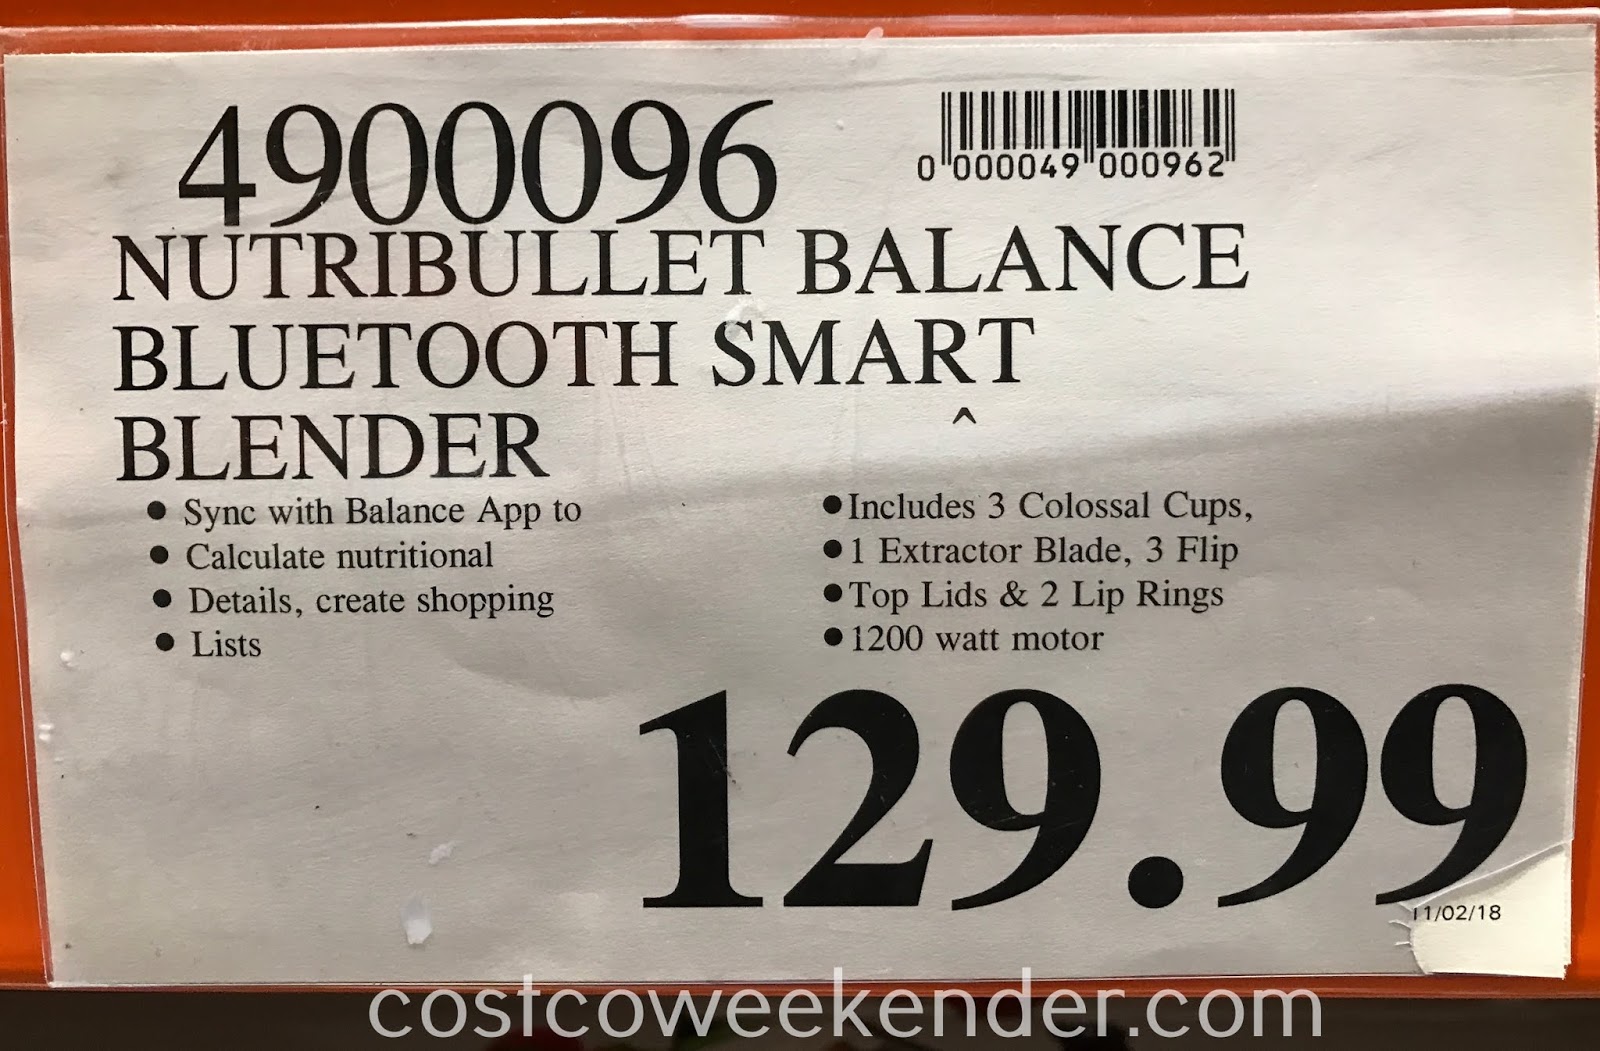 4900096
0 000049 000962
NUTRIBULLET BALANCE
BLUETOOTH SMART
^
BLENDER
• Sync with Balance App to
• Calculate nutritional
• Details, create shopping
• Lists
•Includes 3 Colossal Cups,
•1 Extractor Blade, 3 Flip
•Top Lids & 2 Lip Rings
•1200 watt motor
129.99
11/02/18
costcoweekender.com